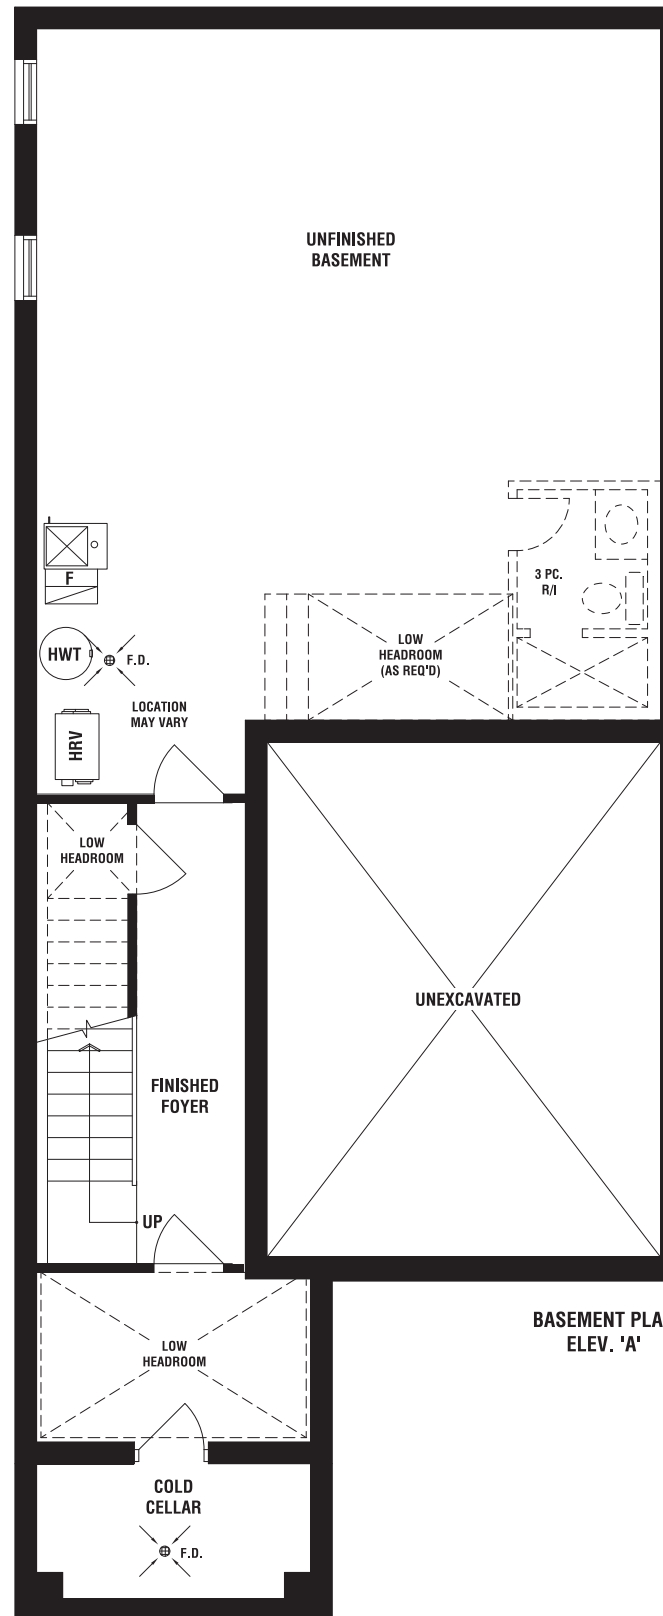 UNFINISHED
BASEMENT
3 PC.
R/I
F
LOW
HEADROOM
(AS REQ'D)
HWT
F.D.
LOCATION
MAY VARY
HRV
LOW
HEADROOM
UNEXCAVATED
FINISHED
FOYER
UP
BASEMENT PLA
ELEV. 'A'
LOW
HEADROOM
COLD
CELLAR
F.D.